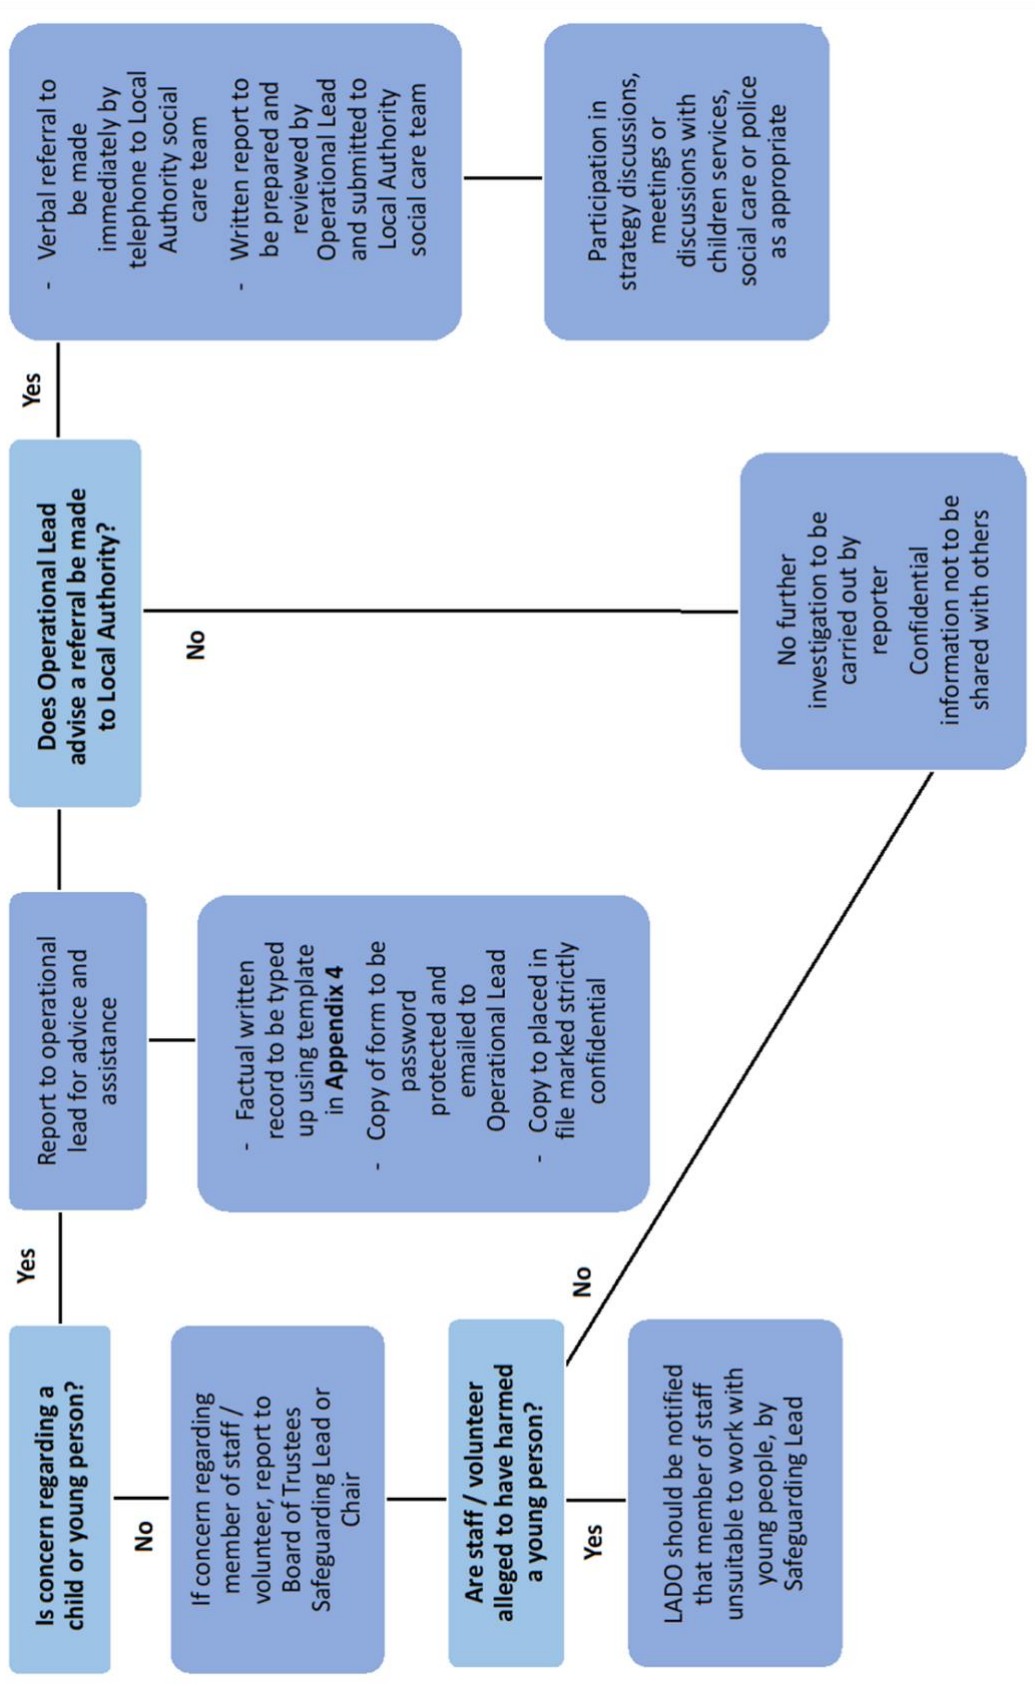 Is concern regarding a
child or young person?
Yes
Report to operational
lead for advice and
assistance
Does Operational Lead
advise a referral be made
to Local Authority?
Yes
- Verbal referral to
be made
immediately by
telephone to Local
Authority social
care team
- Written report to
be prepared and
reviewed by
Operational Lead
and submitted to
Local Authority
social care team
No
If concern regarding
member of staff /
volunteer, report to
Board of Trustees
Safeguarding Lead or
Chair
- Factual written
record to be typed
up using template
in Appendix 4
- Copy of form to be
password
protected and
emailed to
Operational Lead
- Copy to placed in
file marked strictly
confidential
No
Are staff / volunteer
alleged to have harmed
a young person?
No
Participation in
strategy discussions,
meetings or
discussions with
children services,
social care or police
as appropriate
Yes
LADO should be notified
that member of staff
unsuitable to work with
young people, by
Safeguarding Lead
No further
investigation to be
carried out by
reporter
Confidential
information not to be
shared with others